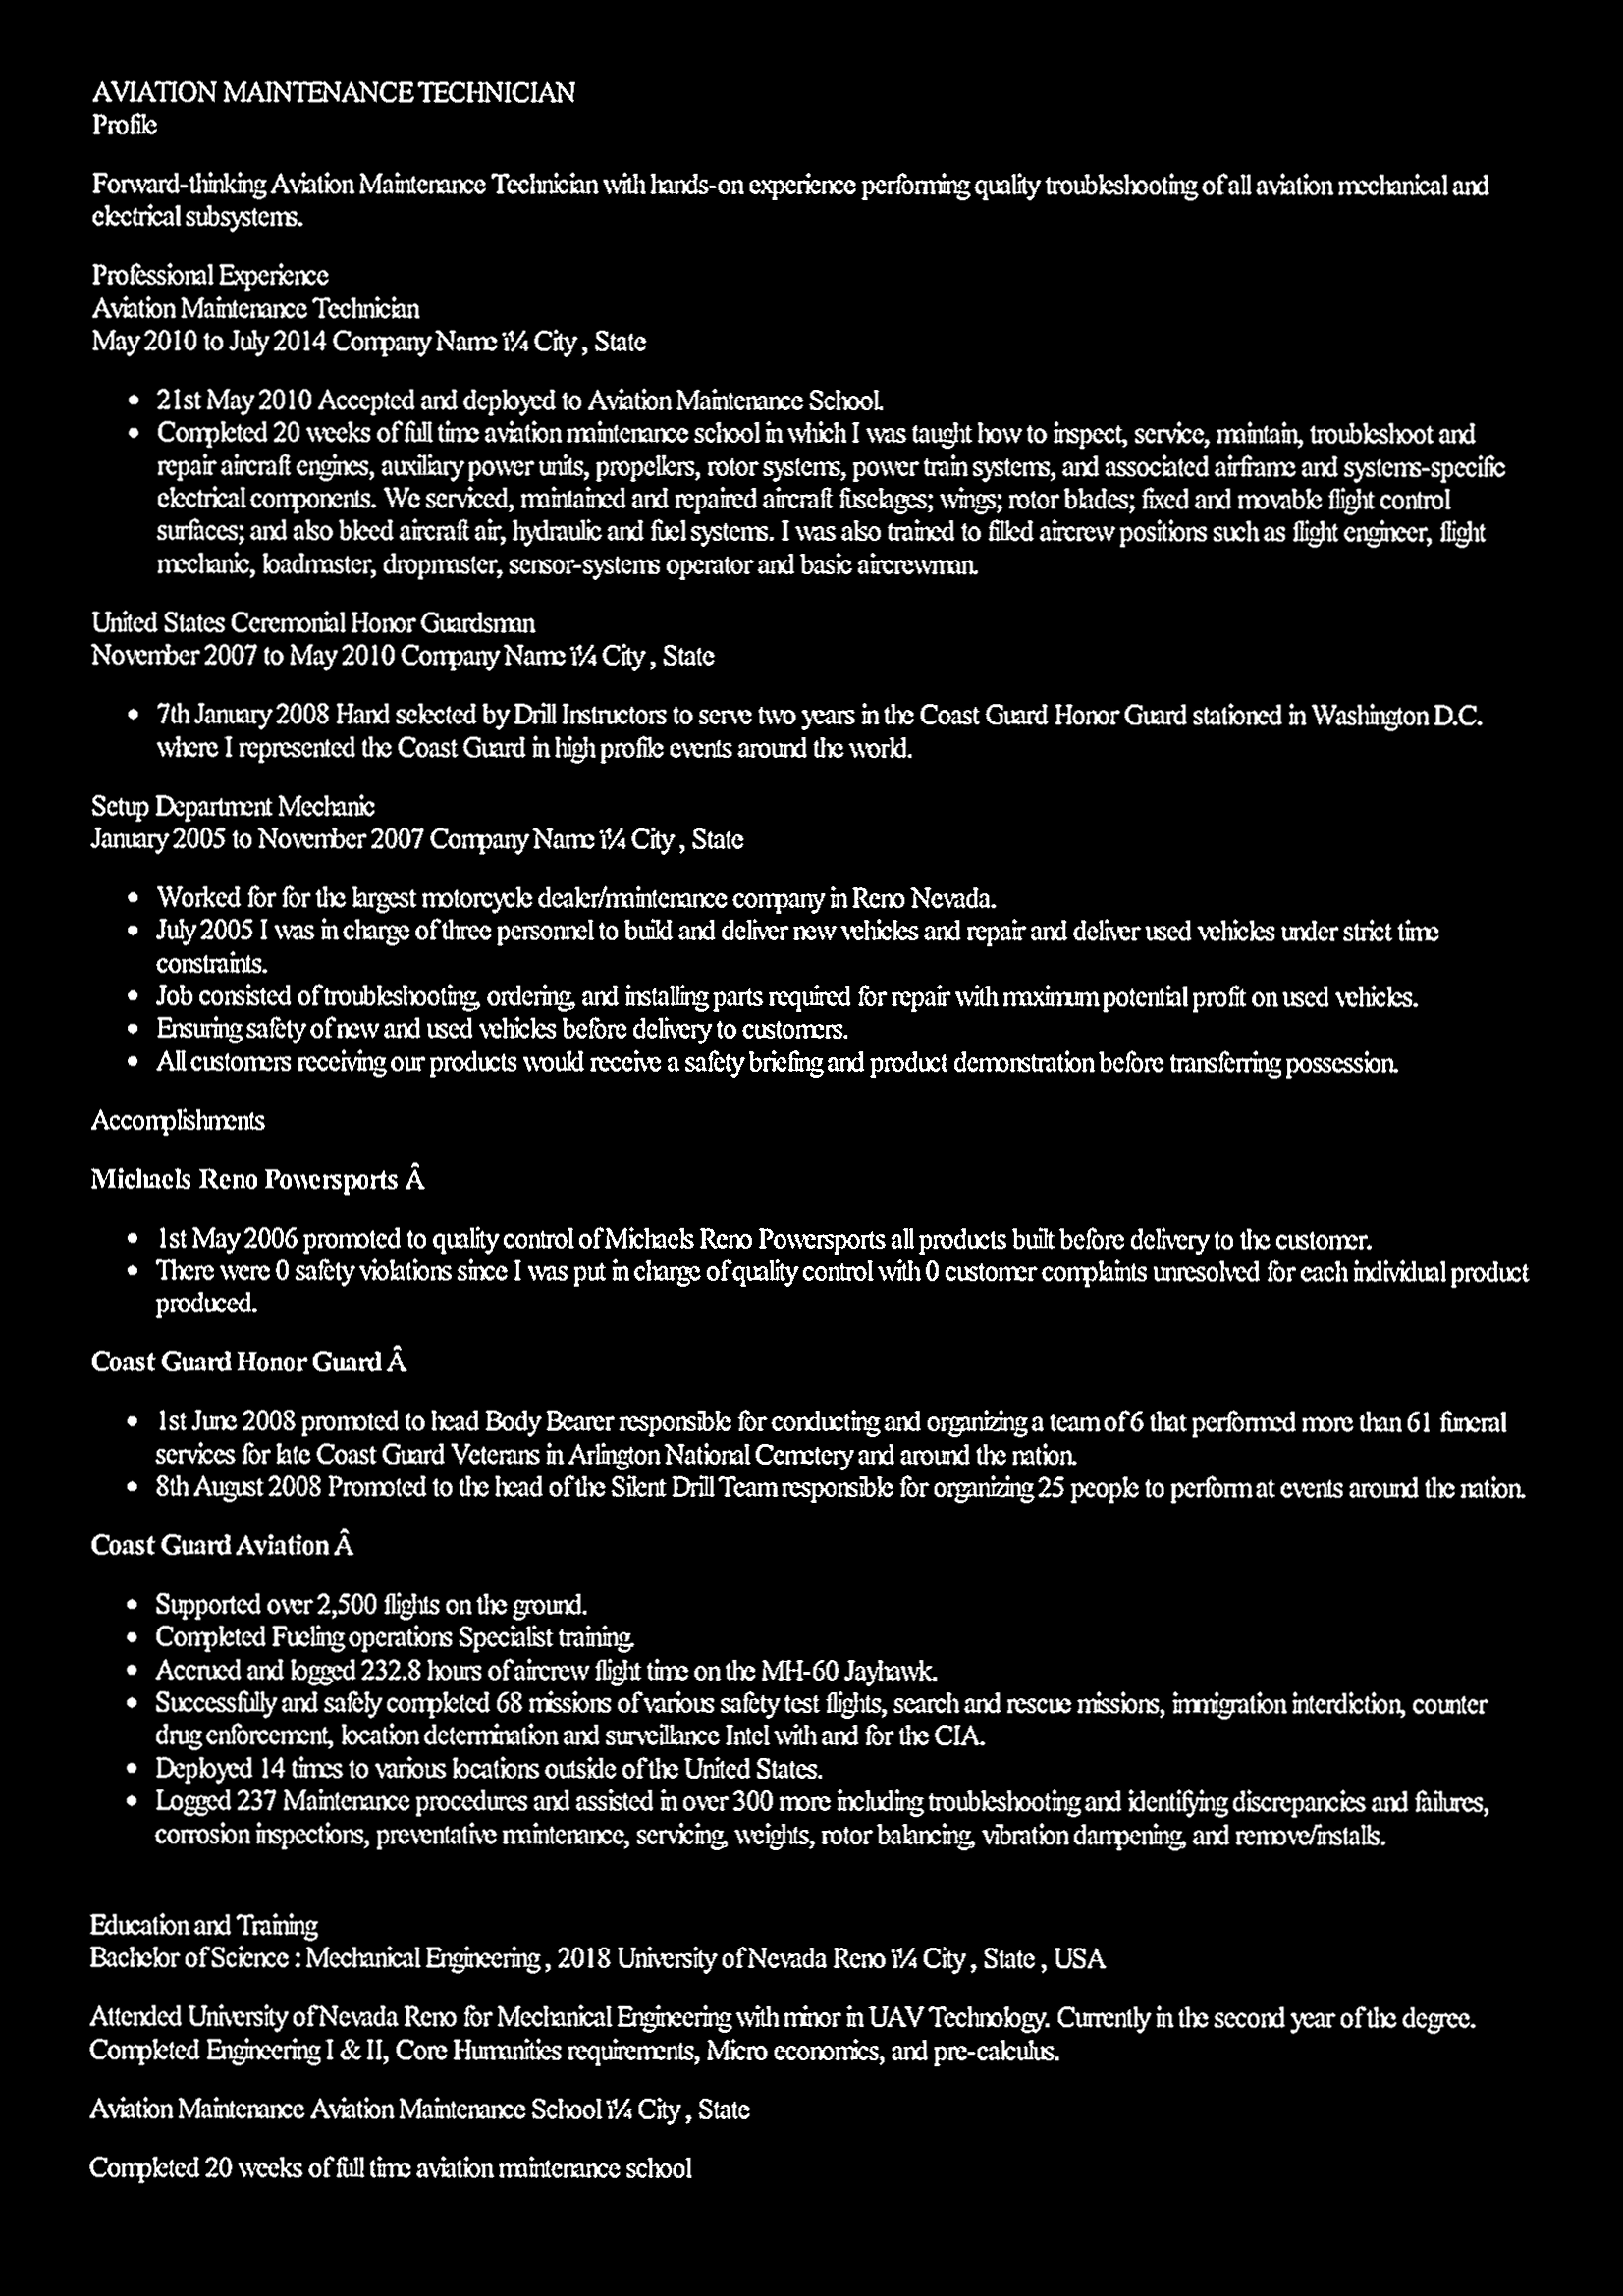 AVIATION MAINTENANCE TECHNICIAN
Profile
Forward-thinking Aviation Maintenance Technician with hands-on experience performing quality troubleshooting of all aviation mechanical and
electrical subsystems.
Professional Experience
Aviation Maintenance Technician
May 2010 to July 2014 Company Name ï¼ City , State
• 21st May 2010 Accepted and deployed to Aviation Maintenance School.
• Completed 20 weeks of full time aviation maintenance school in which I was taught how to inspect, service, maintain, troubleshoot and
repair aircraft engines, auxiliary power units, propellers, rotor systems, power train systems, and associated airframe and systems-specific
electrical components. We serviced, maintained and repaired aircraft fuselages; wings; rotor blades; fixed and movable flight control
surfaces; and also bleed aircraft air, hydraulic and fuel systems. I was also trained to filled aircrew positions such as flight engineer, flight
mechanic, loadmaster, dropmaster, sensor-systems operator and basic aircrewman.
United States Ceremonial Honor Guardsman
November 2007 to May 2010 Company Name ï¼ City , State
• 7th January 2008 Hand selected by Drill Instructors to serve two years in the Coast Guard Honor Guard stationed in Washington D.C.
where I represented the Coast Guard in high profile events around the world.
Setup Department Mechanic
January 2005 to November 2007 Company Name ï¼ City , State
• Worked for for the largest motorcycle dealer/maintenance company in Reno Nevada.
• July 2005 I was in charge of three personnel to build and deliver new vehicles and repair and deliver used vehicles under strict time
constraints.
• Job consisted of troubleshooting, ordering, and installing parts required for repair with maximum potential profit on used vehicles.
• Ensuring safety of new and used vehicles before delivery to customers.
• All customers receiving our products would receive a safety briefing and product demonstration before transferring possession.
Accomplishments
Michaels Reno Powersports Â
• 1st May 2006 promoted to quality control of Michaels Reno Powersports all products built before delivery to the customer.
• There were 0 safety violations since I was put in charge of quality control with 0 customer complaints unresolved for each individual product
produced.
Coast Guard Honor Guard Â
• 1st June 2008 promoted to head Body Bearer responsible for conducting and organizing a team of 6 that performed more than 61 funeral
services for late Coast Guard Veterans in Arlington National Cemetery and around the nation.
• 8th August 2008 Promoted to the head of the Silent Drill Team responsible for organizing 25 people to perform at events around the nation.
Coast Guard Aviation Â
• Supported over 2,500 flights on the ground.
• Completed Fueling operations Specialist training.
• Accrued and logged 232.8 hours of aircrew flight time on the MH-60 Jayhawk.
• Successfully and safely completed 68 missions of various safety test flights, search and rescue missions, immigration interdiction, counter
drug enforcement, location determination and surveillance Intel with and for the CIA.
• Deployed 14 times to various locations outside of the United States.
• Logged 237 Maintenance procedures and assisted in over 300 more including troubleshooting and identifying discrepancies and failures,
corrosion inspections, preventative maintenance, servicing, weights, rotor balancing, vibration dampening, and remove/installs.
Education and Training
Bachelor of Science : Mechanical Engineering , 2018 University of Nevada Reno ï¼ City , State , USA
Attended University of Nevada Reno for Mechanical Engineering with minor in UAV Technology. Currently in the second year of the degree.
Completed Engineering I & II, Core Humanities requirements, Micro economics, and pre-calculus.
Aviation Maintenance Aviation Maintenance School ï¼ City , State
Completed 20 weeks of full time aviation maintenance school